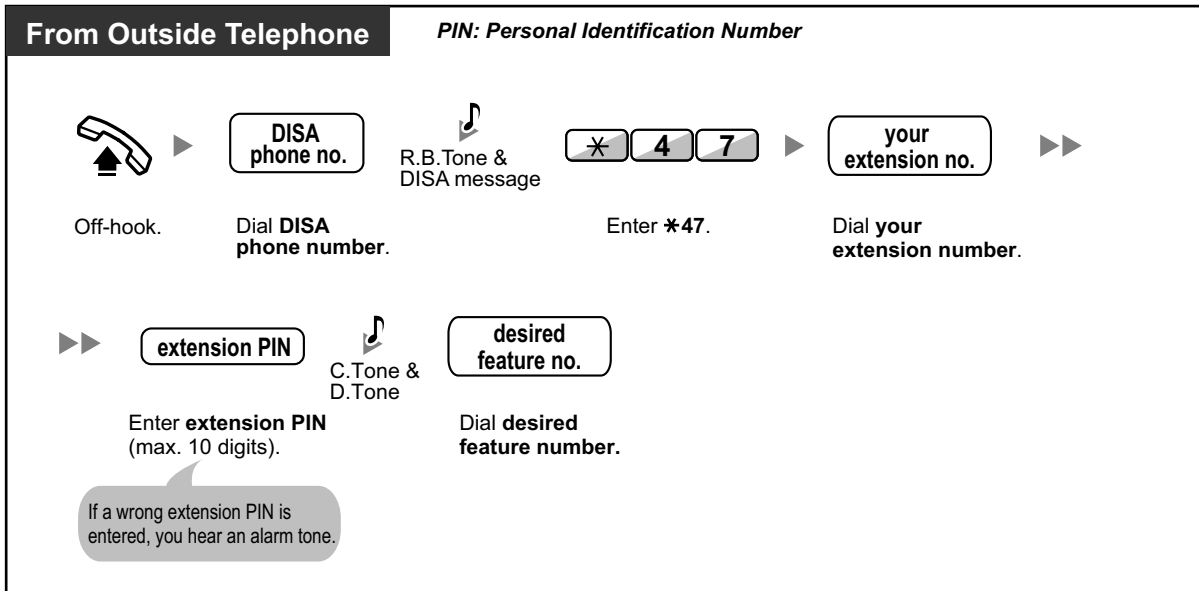 From Outside Telephone
PIN: Personal Identification Number
DISA
phone no.
R.B.Tone &
DISA message
* 4 7
your
extension no.
Off-hook.
Dial DISA
phone number.
Enter *47.
Dial your
extension number.
extension PIN
C.Tone &
D.Tone
desired
feature no.
Enter extension PIN
(max. 10 digits).
Dial desired
feature number.
If a wrong extension PIN is
entered, you hear an alarm tone.